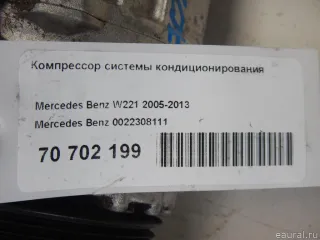 Компрессор системы кондиционирования
Mercedes Benz W221 2005-2013
Mercedes Benz 0022308111
70 702 199
eaural.ru